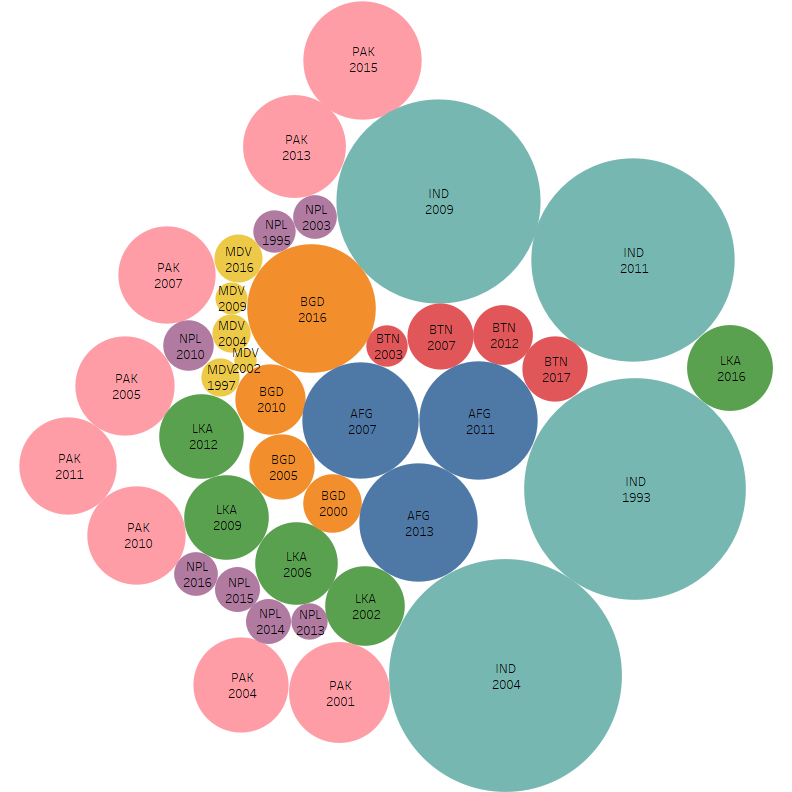 PAK
2015
PAK
2013
IND
2009
NPL
2003
NPL
1995
IND
2011
MDV
2016
PAK
2007
MDV
2009
BGD
2016
MDV
2004
BTN
2003
BTN
2007
BTN
2012
NPL
2010
MDV
2002
BTN
2017
LKA
2016
MDV
1997
PAK
2005
BGD
2010
AFG
2007
AFG
2011
LKA
2012
PAK
2011
BGD
2005
IND
1993
BGD
2000
LKA
2009
AFG
2013
PAK
2010
LKA
2006
NPL
2016
NPL
2015
LKA
2002
NPL
2014
NPL
2013
IND
2004
PAK
2004
PAK
2001